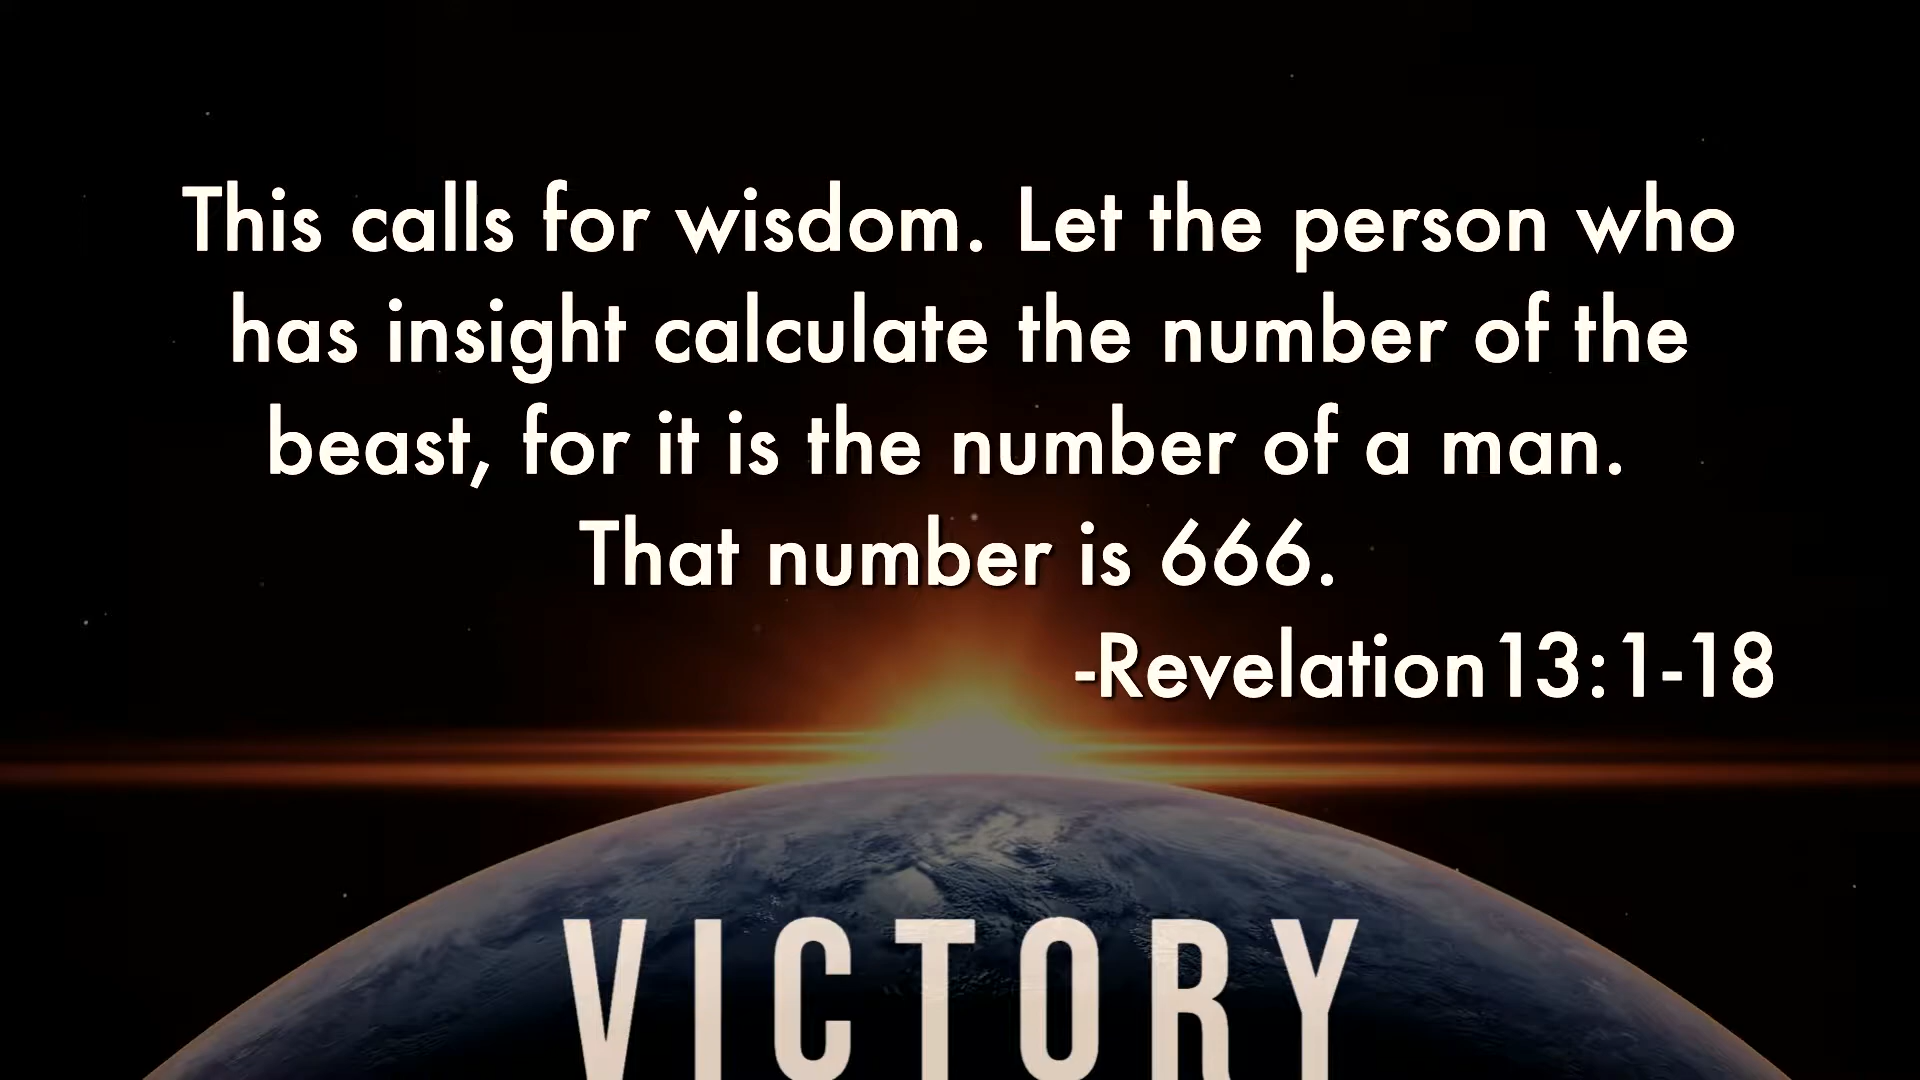 This calls for wisdom. Let the person who
has insight calculate the number of the
beast, for it is the number of a man.
That number is 666.
-Revelation13:1-18
VICTORY